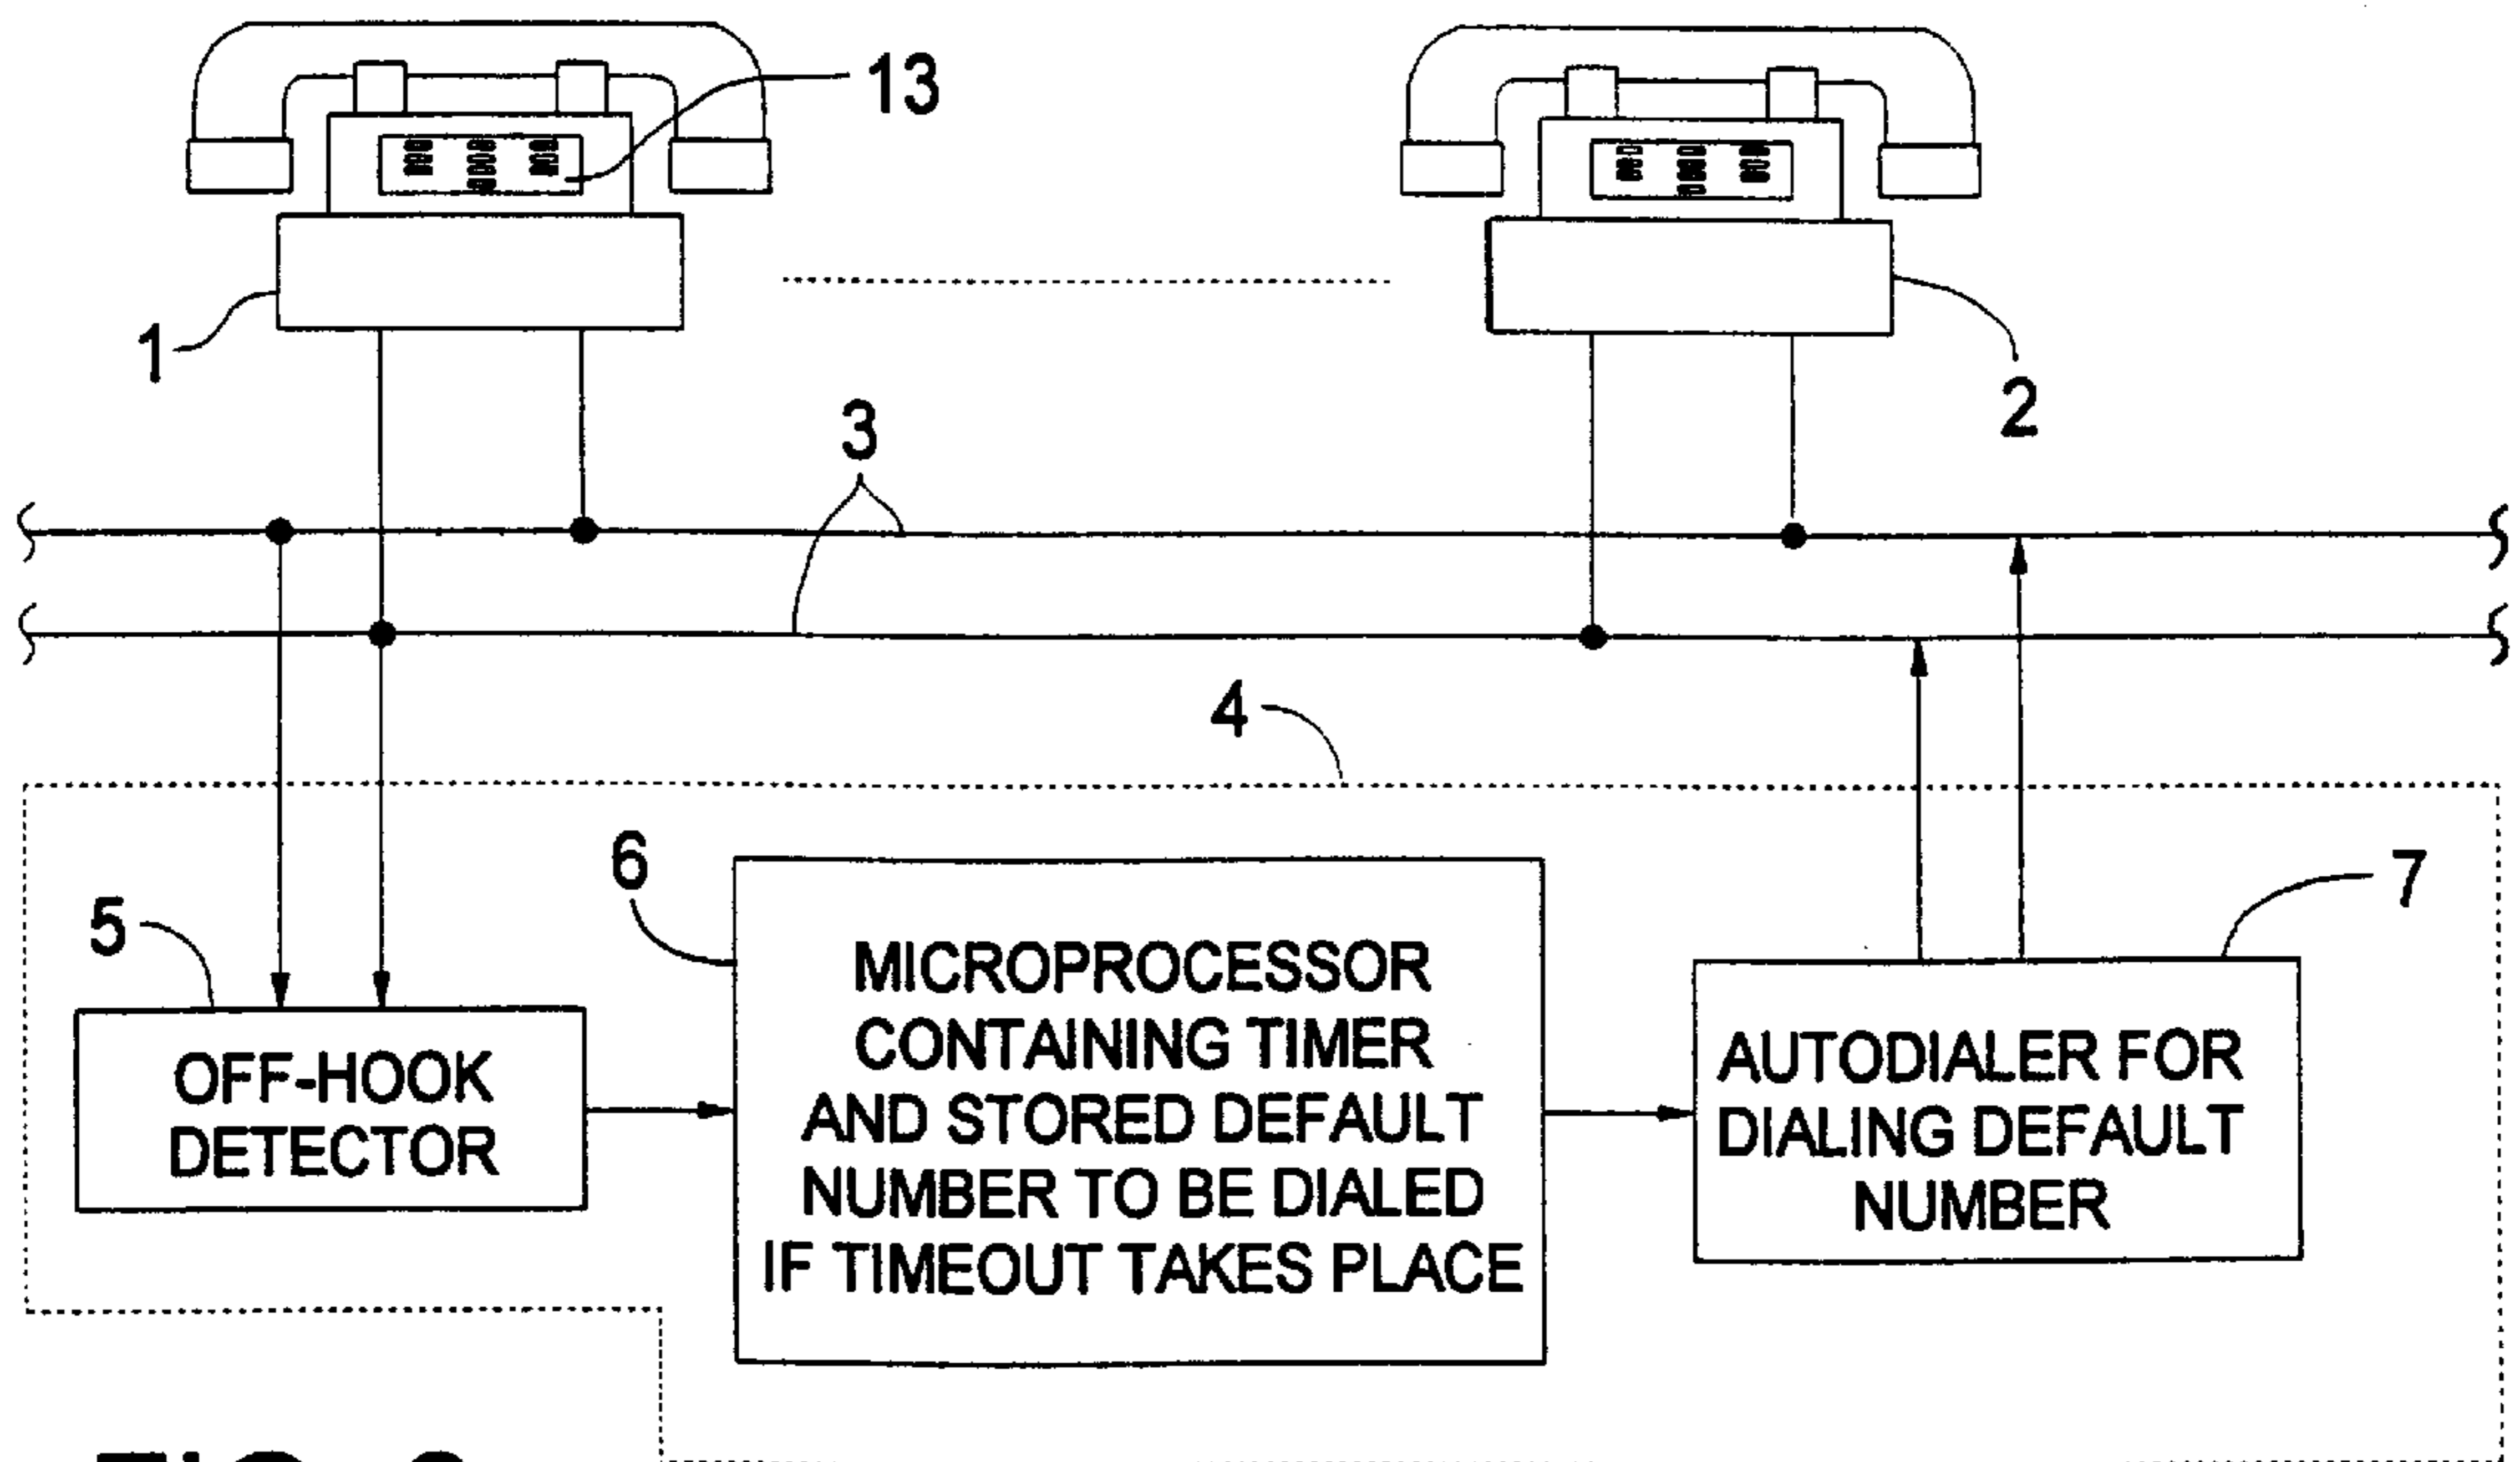 13
1
2
3
4
5
6
7
OFF-HOOK
DETECTOR
MICROPROCESSOR
CONTAINING TIMER
AND STORED DEFAULT
NUMBER TO BE DIALED
IF TIMEOUT TAKES PLACE
AUTODIALER FOR
DIALING DEFAULT
NUMBER